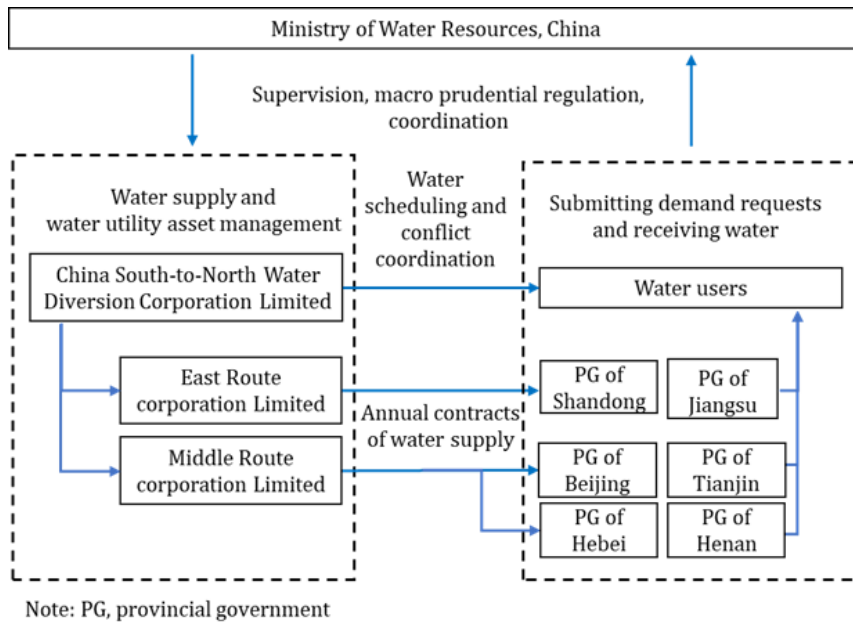 Ministry of Water Resources, China
Supervision, macro prudential regulation,
coordination
Water supply and
water utility asset management
China South-to-North Water
Diversion Corporation Limited
East Route
corporation Limited
Middle Route
corporation Limited
Water
scheduling and
conflict
coordination
Annual contracts
of water supply
Submitting demand requests
and receiving water
Water users
PG of
Shandong
PG of
Jiangsu
PG of
Beijing
PG of
Tianjin
PG of
Hebei
PG of
Henan
Note: PG, provincial government